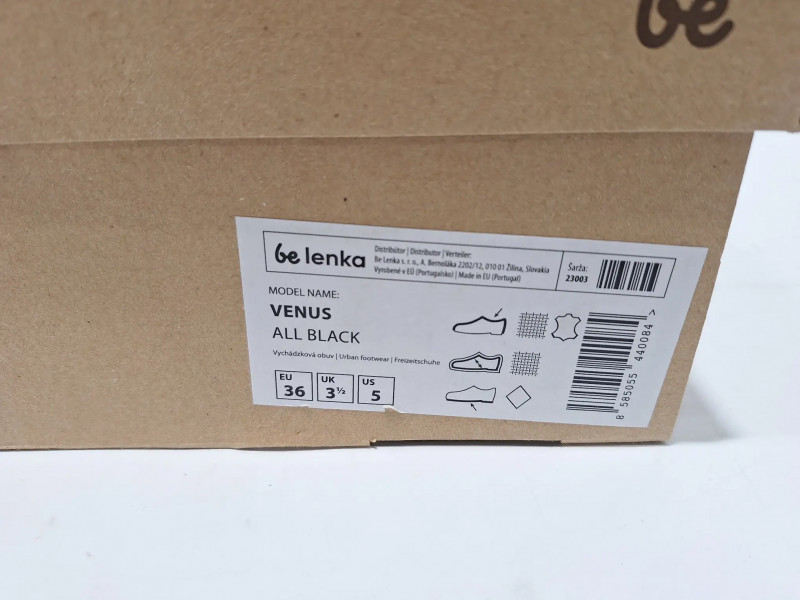 be
be lenka
Distribútor | Distributor | Verteiler:
Be Lenka s. r. o., A. Bernoláka 2202/12, 010 01 Žilina, Slovakia
Vyrobené v EÚ (Portugalsko) | Made in EU (Portugal)
Šarža:
23003
MODEL NAME:
VENUS
ALL BLACK
Vychádzková obuv | Urban footwear | Freizeitschuhe
EU
36
UK
3½
US
5
8 585055 440084 >